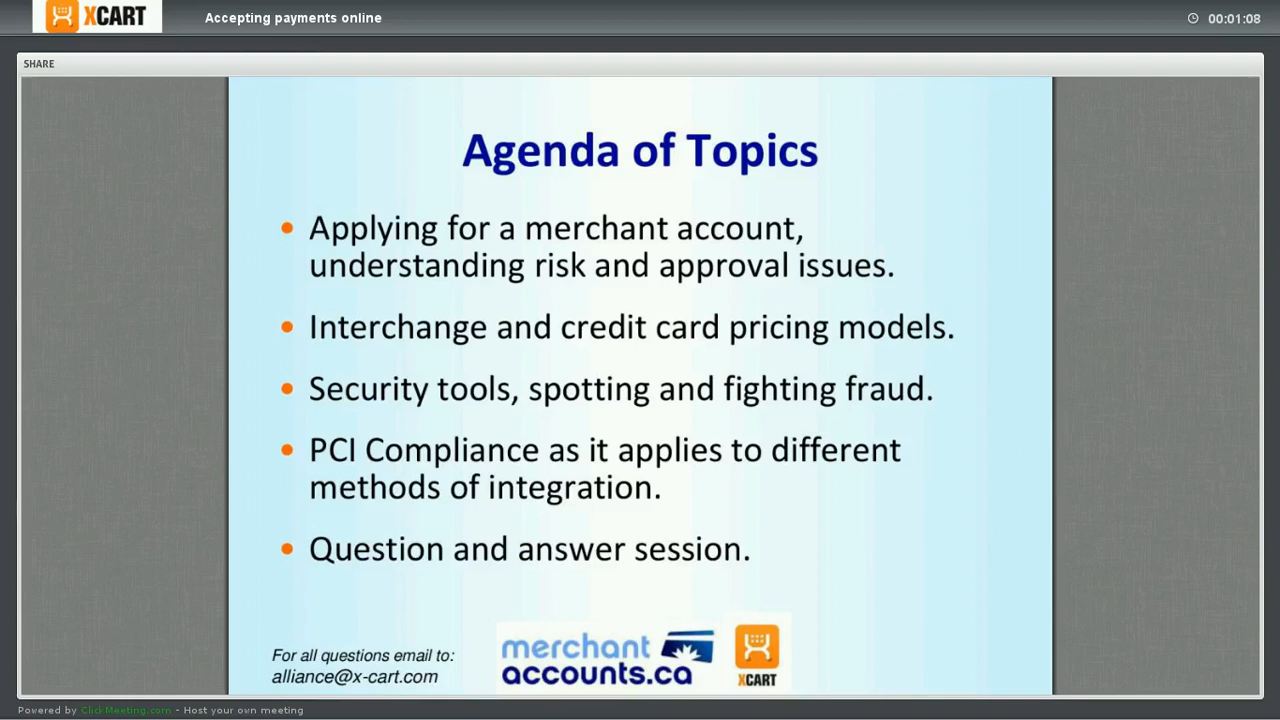 XCART
Accepting payments online
00:01:08
SHARE
Agenda of Topics
• Applying for a merchant account,
understanding risk and approval issues.
• Interchange and credit card pricing models.
• Security tools, spotting and fighting fraud.
• PCI Compliance as it applies to different
methods of integration.
• Question and answer session.
For all questions email to:
alliance@x-cart.com
merchant
accounts.ca
XCART
Powered by ClickMeeting.com - Host your own meeting